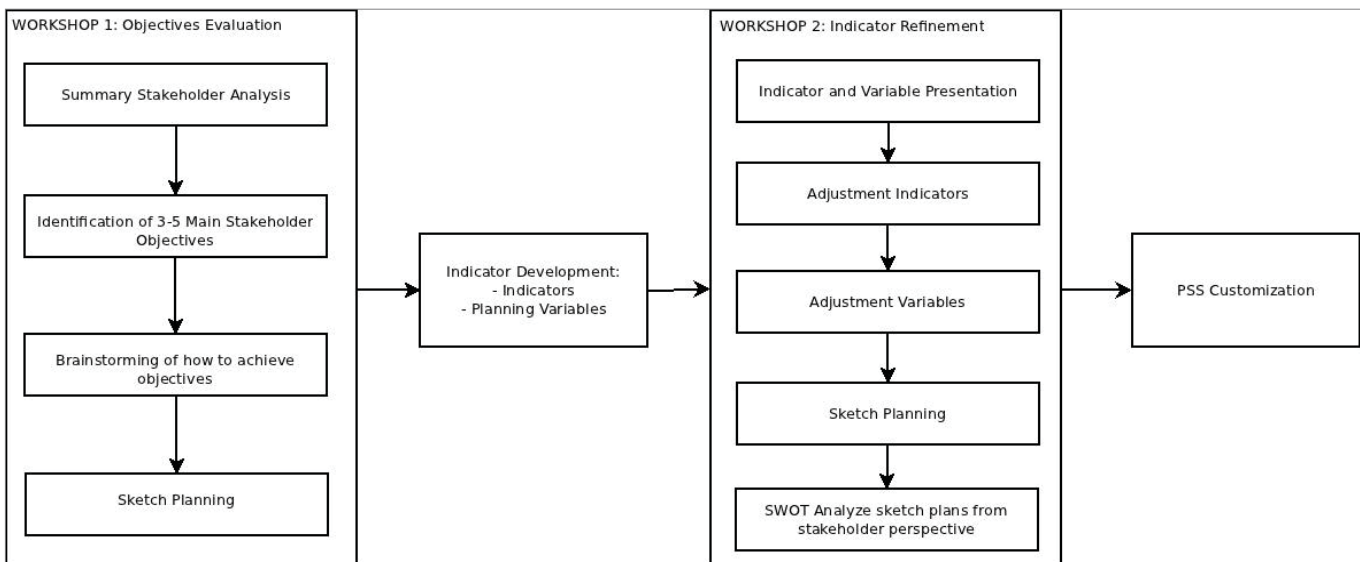 WORKSHOP 1: Objectives Evaluation
Summary Stakeholder Analysis
Identification of 3-5 Main Stakeholder
Objectives
Brainstorming of how to achieve
objectives
Sketch Planning
Indicator Development:
- Indicators
- Planning Variables
WORKSHOP 2: Indicator Refinement
Indicator and Variable Presentation
Adjustment Indicators
Adjustment Variables
Sketch Planning
SWOT Analyze sketch plans from
stakeholder perspective
PSS Customization